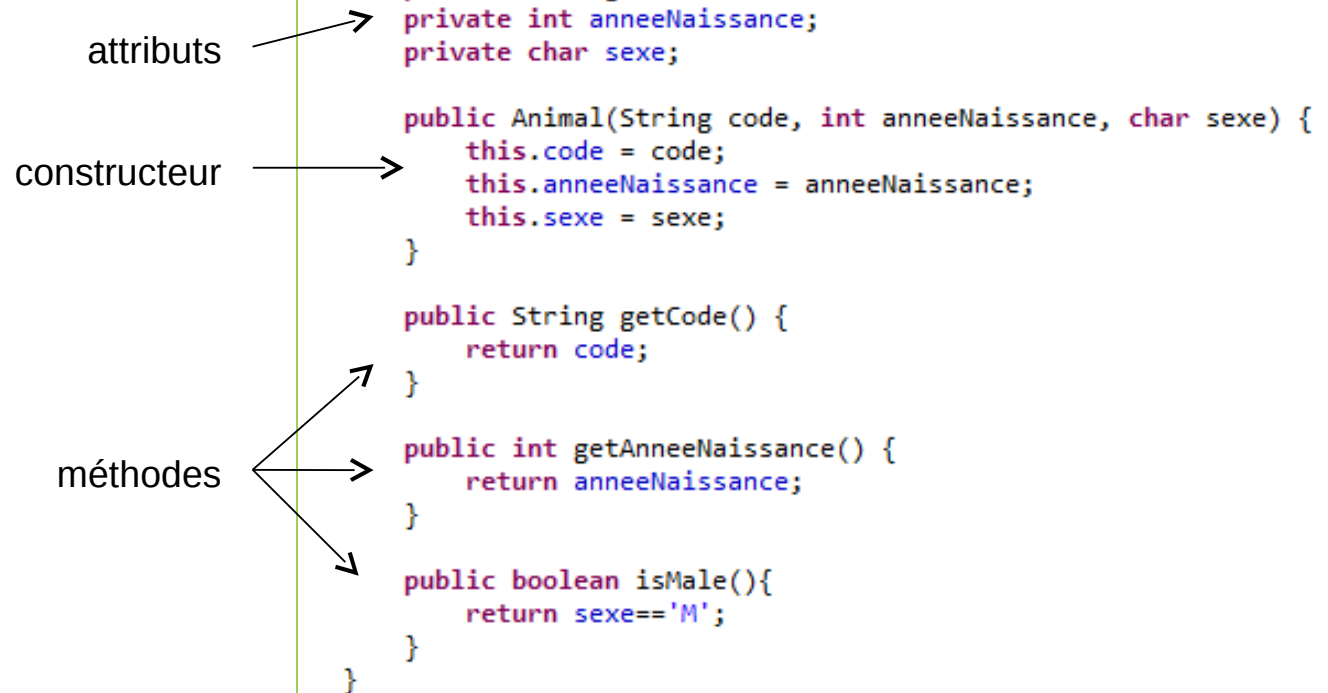 private int anneeNaissance;
attributs
private char sexe;
public Animal(String code, int anneeNaissance, char sexe) {
this.code = code;
constructeur
this.anneeNaissance = anneeNaissance;
this.sexe = sexe;
}
public String getCode() {
return code;
}
public int getAnneeNaissance() {
méthodes
return anneeNaissance;
}
public boolean isMale(){
return sexe=='M';
}
}